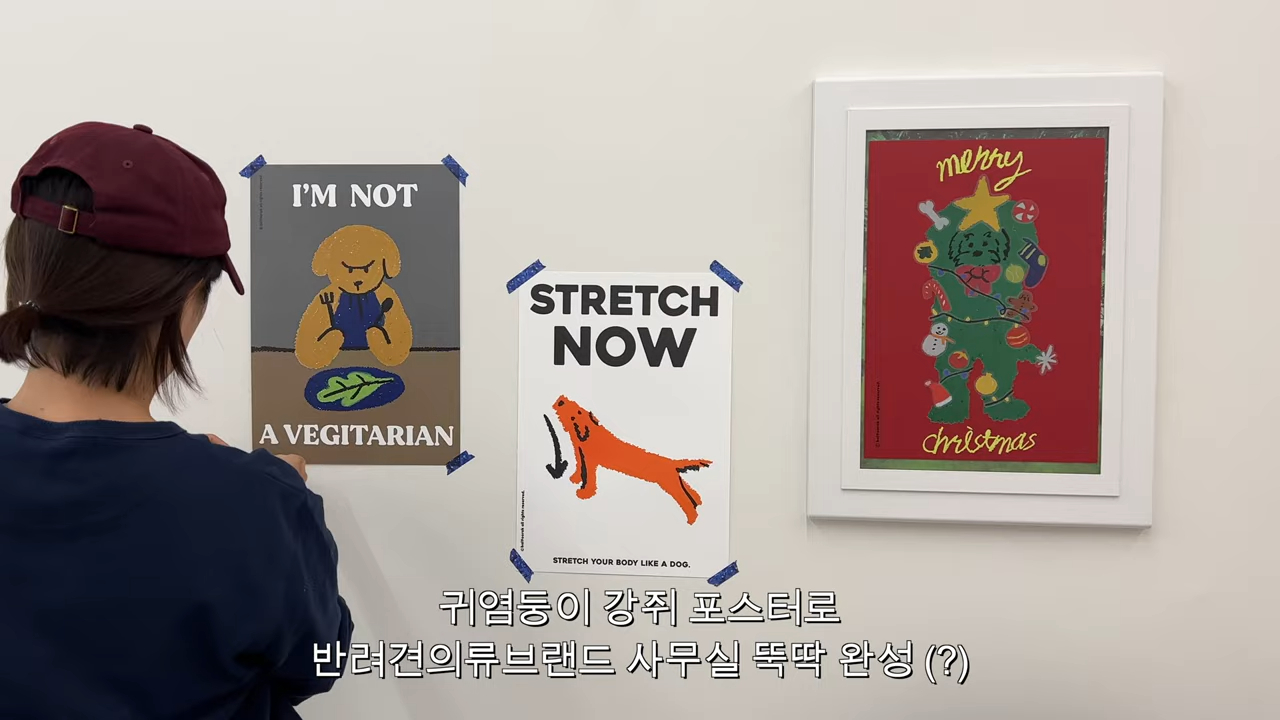 I'M NOT
A VEGITARIAN
STRETCH
NOW
STRETCH YOUR BODY LIKE A DOG.
merry
christmas
귀염둥이 강쥐 포스터로
반려견의류브랜드 사무실 뚝딱 완성 (?)